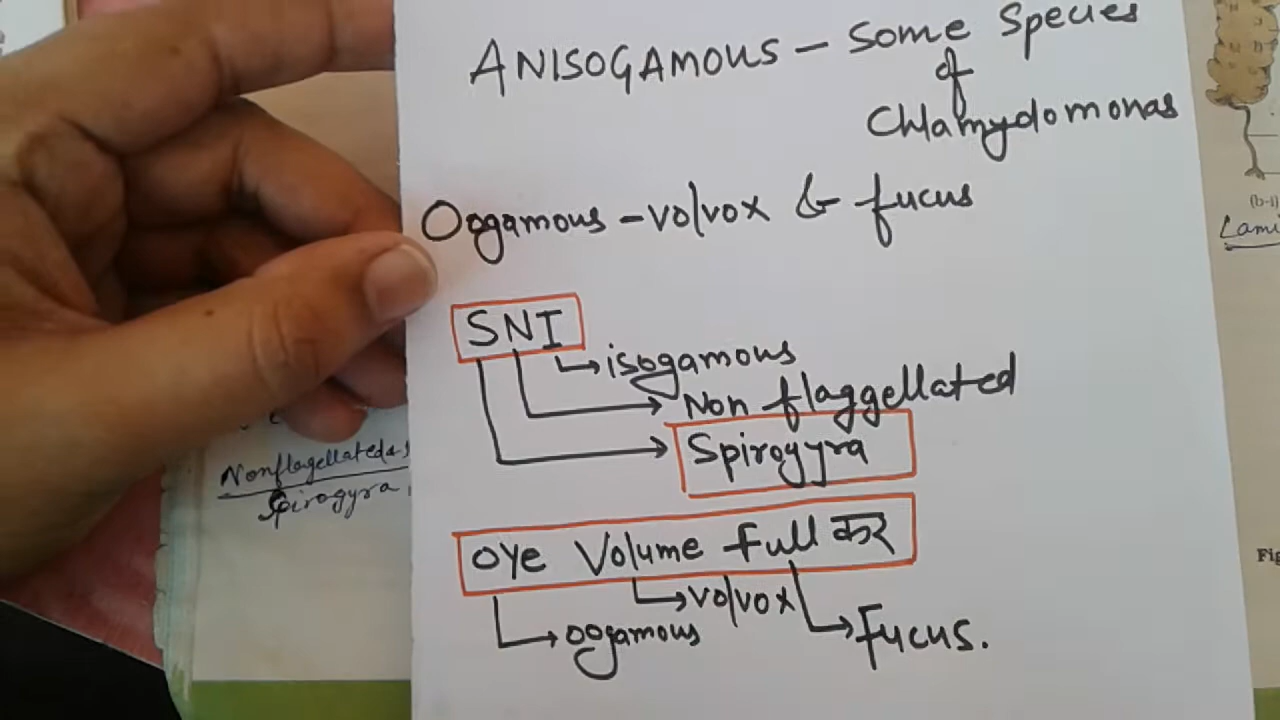 ANISOGAMOUS – Some Species
of
Chlamydomonas
Oogamous – volvox & fucus
SNI
isogamous
Non flaggellated
Spirogyra
oye Volume full कर
volvox
oogamous
Fucus.
Nonflagellated &
Spirogyra
(b-i)
Lami
Fig